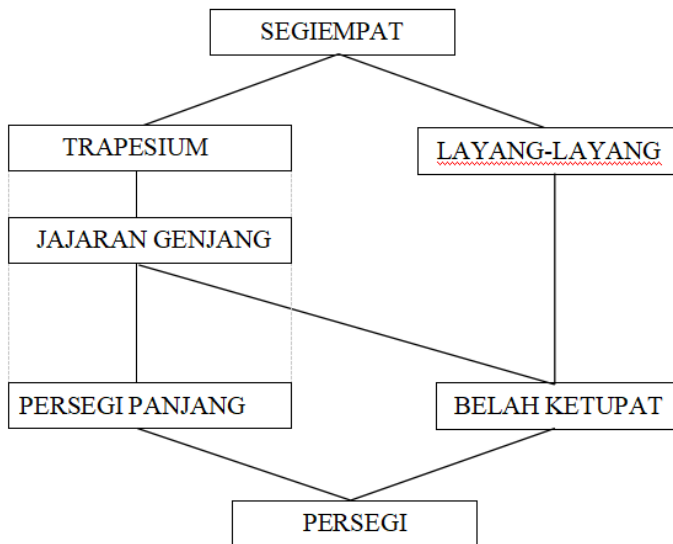 SEGIEMPAT
TRAPESIUM
LAYANG-LAYANG
JAJARAN GENJANG
PERSEGI PANJANG
BELAH KETUPAT
PERSEGI